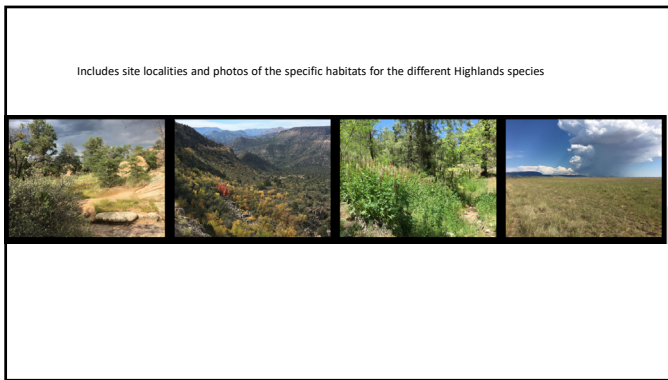 Includes site localities and photos of the specific habitats for the different Highlands species